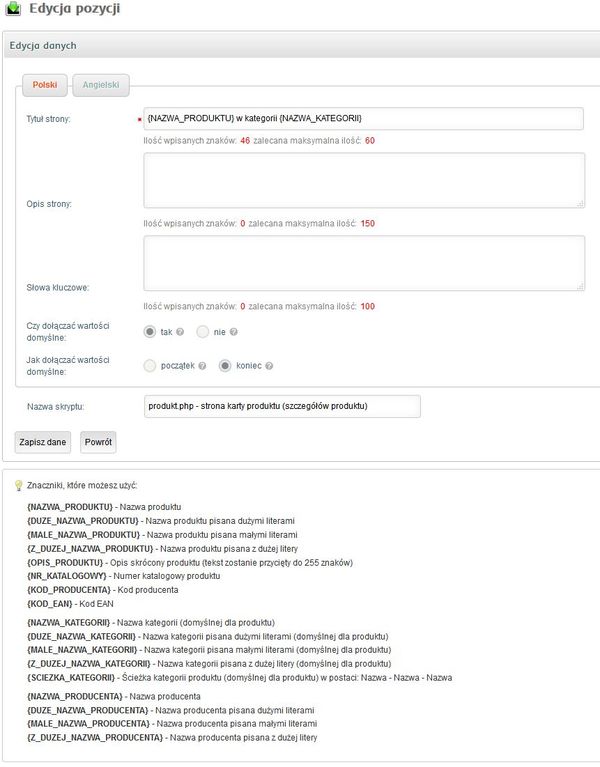 Edycja pozycji
Edycja danych
Polski
Angielski
Tytuł strony:
{NAZWA_PRODUKTU} w kategorii {NAZWA_KATEGORII}
Ilość wpisanych znaków: 46 zalecana maksymalna ilość: 60
Opis strony:
Ilość wpisanych znaków: 0 zalecana maksymalna ilość: 150
Słowa kluczowe:
Ilość wpisanych znaków: 0 zalecana maksymalna ilość: 100
Czy dołączać wartości
domyślne:
tak ? nie ?
Jak dołączać wartości
domyślne:
początek ? koniec ?
Nazwa skryptu:
produkt.php - strona karty produktu (szczegółów produktu)
Zapisz dane
Powrót
Znaczniki, które możesz użyć:
{NAZWA_PRODUKTU} - Nazwa produktu
{DUZE_NAZWA_PRODUKTU} - Nazwa produktu pisana dużymi literami
{MALE_NAZWA_PRODUKTU} - Nazwa produktu pisana małymi literami
{Z_DUZEJ_NAZWA_PRODUKTU} - Nazwa produktu pisana z dużej litery
{OPIS_PRODUKTU} - Opis skrócony produktu (tekst zostanie przycięty do 255 znaków)
{NR_KATALOGOWY} - Numer katalogowy produktu
{KOD_PRODUCENTA} - Kod producenta
{KOD_EAN} - Kod EAN
{NAZWA_KATEGORII} - Nazwa kategorii (domyślnej dla produktu)
{DUZE_NAZWA_KATEGORII} - Nazwa kategorii pisana dużymi literami (domyślnej dla produktu)
{MALE_NAZWA_KATEGORII} - Nazwa kategorii pisana małymi literami (domyślnej dla produktu)
{Z_DUZEJ_NAZWA_KATEGORII} - Nazwa kategorii pisana z dużej litery (domyślnej dla produktu)
{SCIEZKA_KATEGORII} - Ścieżka kategorii produktu (domyślnej dla produktu) w postaci: Nazwa - Nazwa - Nazwa
{NAZWA_PRODUCENTA} - Nazwa producenta
{DUZE_NAZWA_PRODUCENTA} - Nazwa producenta pisana dużymi literami
{MALE_NAZWA_PRODUCENTA} - Nazwa producenta pisana małymi literami
{Z_DUZEJ_NAZWA_PRODUCENTA} - Nazwa producenta pisana z dużej litery